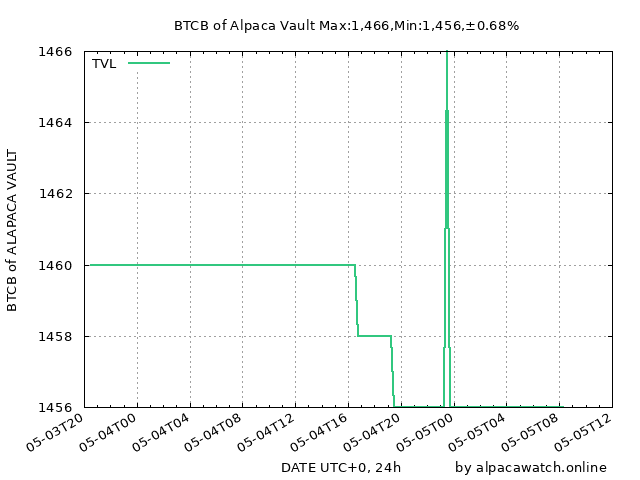 BTCB of Alpaca Vault Max:1,466,Min:1,456,±0.68%
TVL
1466
1464
1462
1460
1458
1456
BTCB of ALAPACA VAULT
05-03T20
05-04T00
05-04T04
05-04T08
05-04T12
05-04T16
05-04T20
05-05T00
05-05T04
05-05T08
05-05T12
DATE UTC+0, 24h
by alpacawatch.online